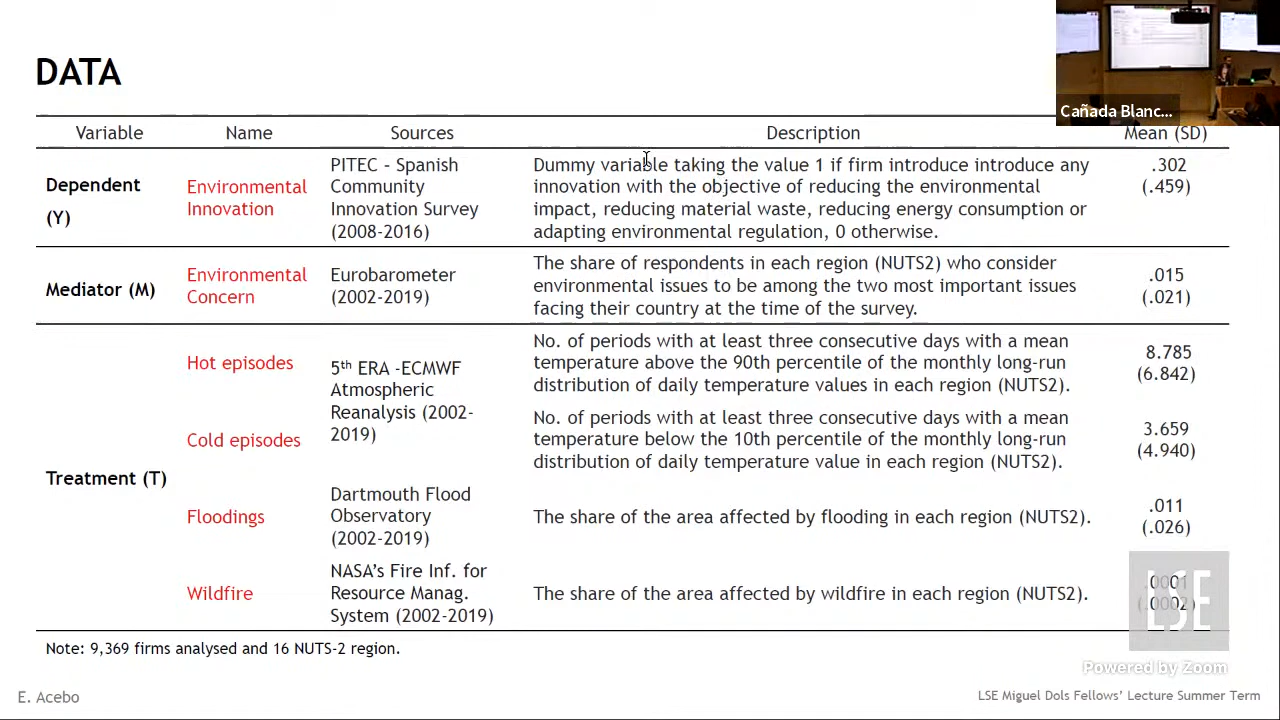 DATA
Cañada Blanc...
Variable Name Sources Description Mean (SD)
Dependent
(Y)
Environmental
Innovation
PITEC - Spanish
Community
Innovation Survey
(2008-2016)
Dummy variable taking the value 1 if firm introduce introduce any
innovation with the objective of reducing the environmental
impact, reducing material waste, reducing energy consumption or
adapting environmental regulation, 0 otherwise.
.302
(.459)
Mediator (M)
Environmental
Concern
Eurobarometer
(2002-2019)
The share of respondents in each region (NUTS2) who consider
environmental issues to be among the two most important issues
facing their country at the time of the survey.
.015
(.021)
Treatment (T)
Hot episodes
5th ERA -ECMWF
Atmospheric
Reanalysis (2002-
2019)
No. of periods with at least three consecutive days with a mean
temperature above the 90th percentile of the monthly long-run
distribution of daily temperature values in each region (NUTS2).
8.785
(6.842)
Cold episodes
No. of periods with at least three consecutive days with a mean
temperature below the 10th percentile of the monthly long-run
distribution of daily temperature value in each region (NUTS2).
3.659
(4.940)
Floodings
Dartmouth Flood
Observatory
(2002-2019)
The share of the area affected by flooding in each region (NUTS2).
.011
(.026)
Wildfire
NASA's Fire Inf. for
Resource Manag.
System (2002-2019)
The share of the area affected by wildfire in each region (NUTS2).
.0001
(.0002)
LSE
Note: 9,369 firms analysed and 16 NUTS-2 region.
Powered by Zoom
E. Acebo
LSE Miguel Dols Fellows' Lecture Summer Term